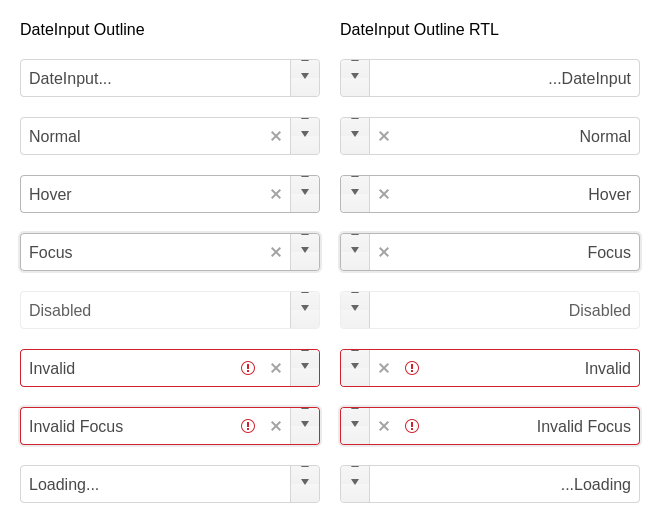 DateInput Outline
DateInput Outline RTL
DateInput...
...DateInput
Normal
Normal
Hover
Hover
Focus
Focus
Disabled
Disabled
Invalid
Invalid
Invalid Focus
Invalid Focus
Loading...
...Loading